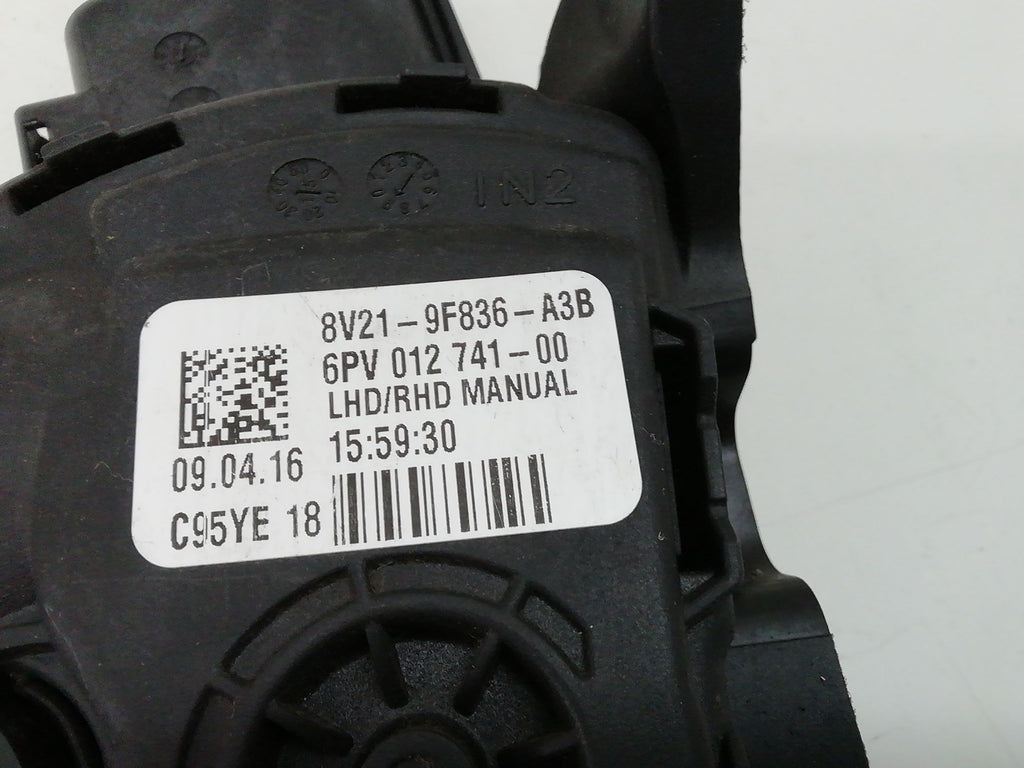 IN2
8V21-9F836-A3B
6PV 012 741-00
LHD/RHD MANUAL
09.04.16 15:59:30
C95YE 18